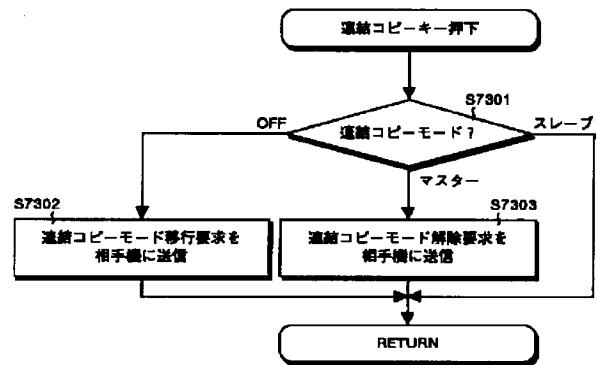 連結コピーキー押下
S7301
OFF
連結コピーモード？
スレーブ
マスター
S7302
S7303
連結コピーモード移行要求を
相手機に送信
連結コピーモード解除要求を
相手機に送信
RETURN